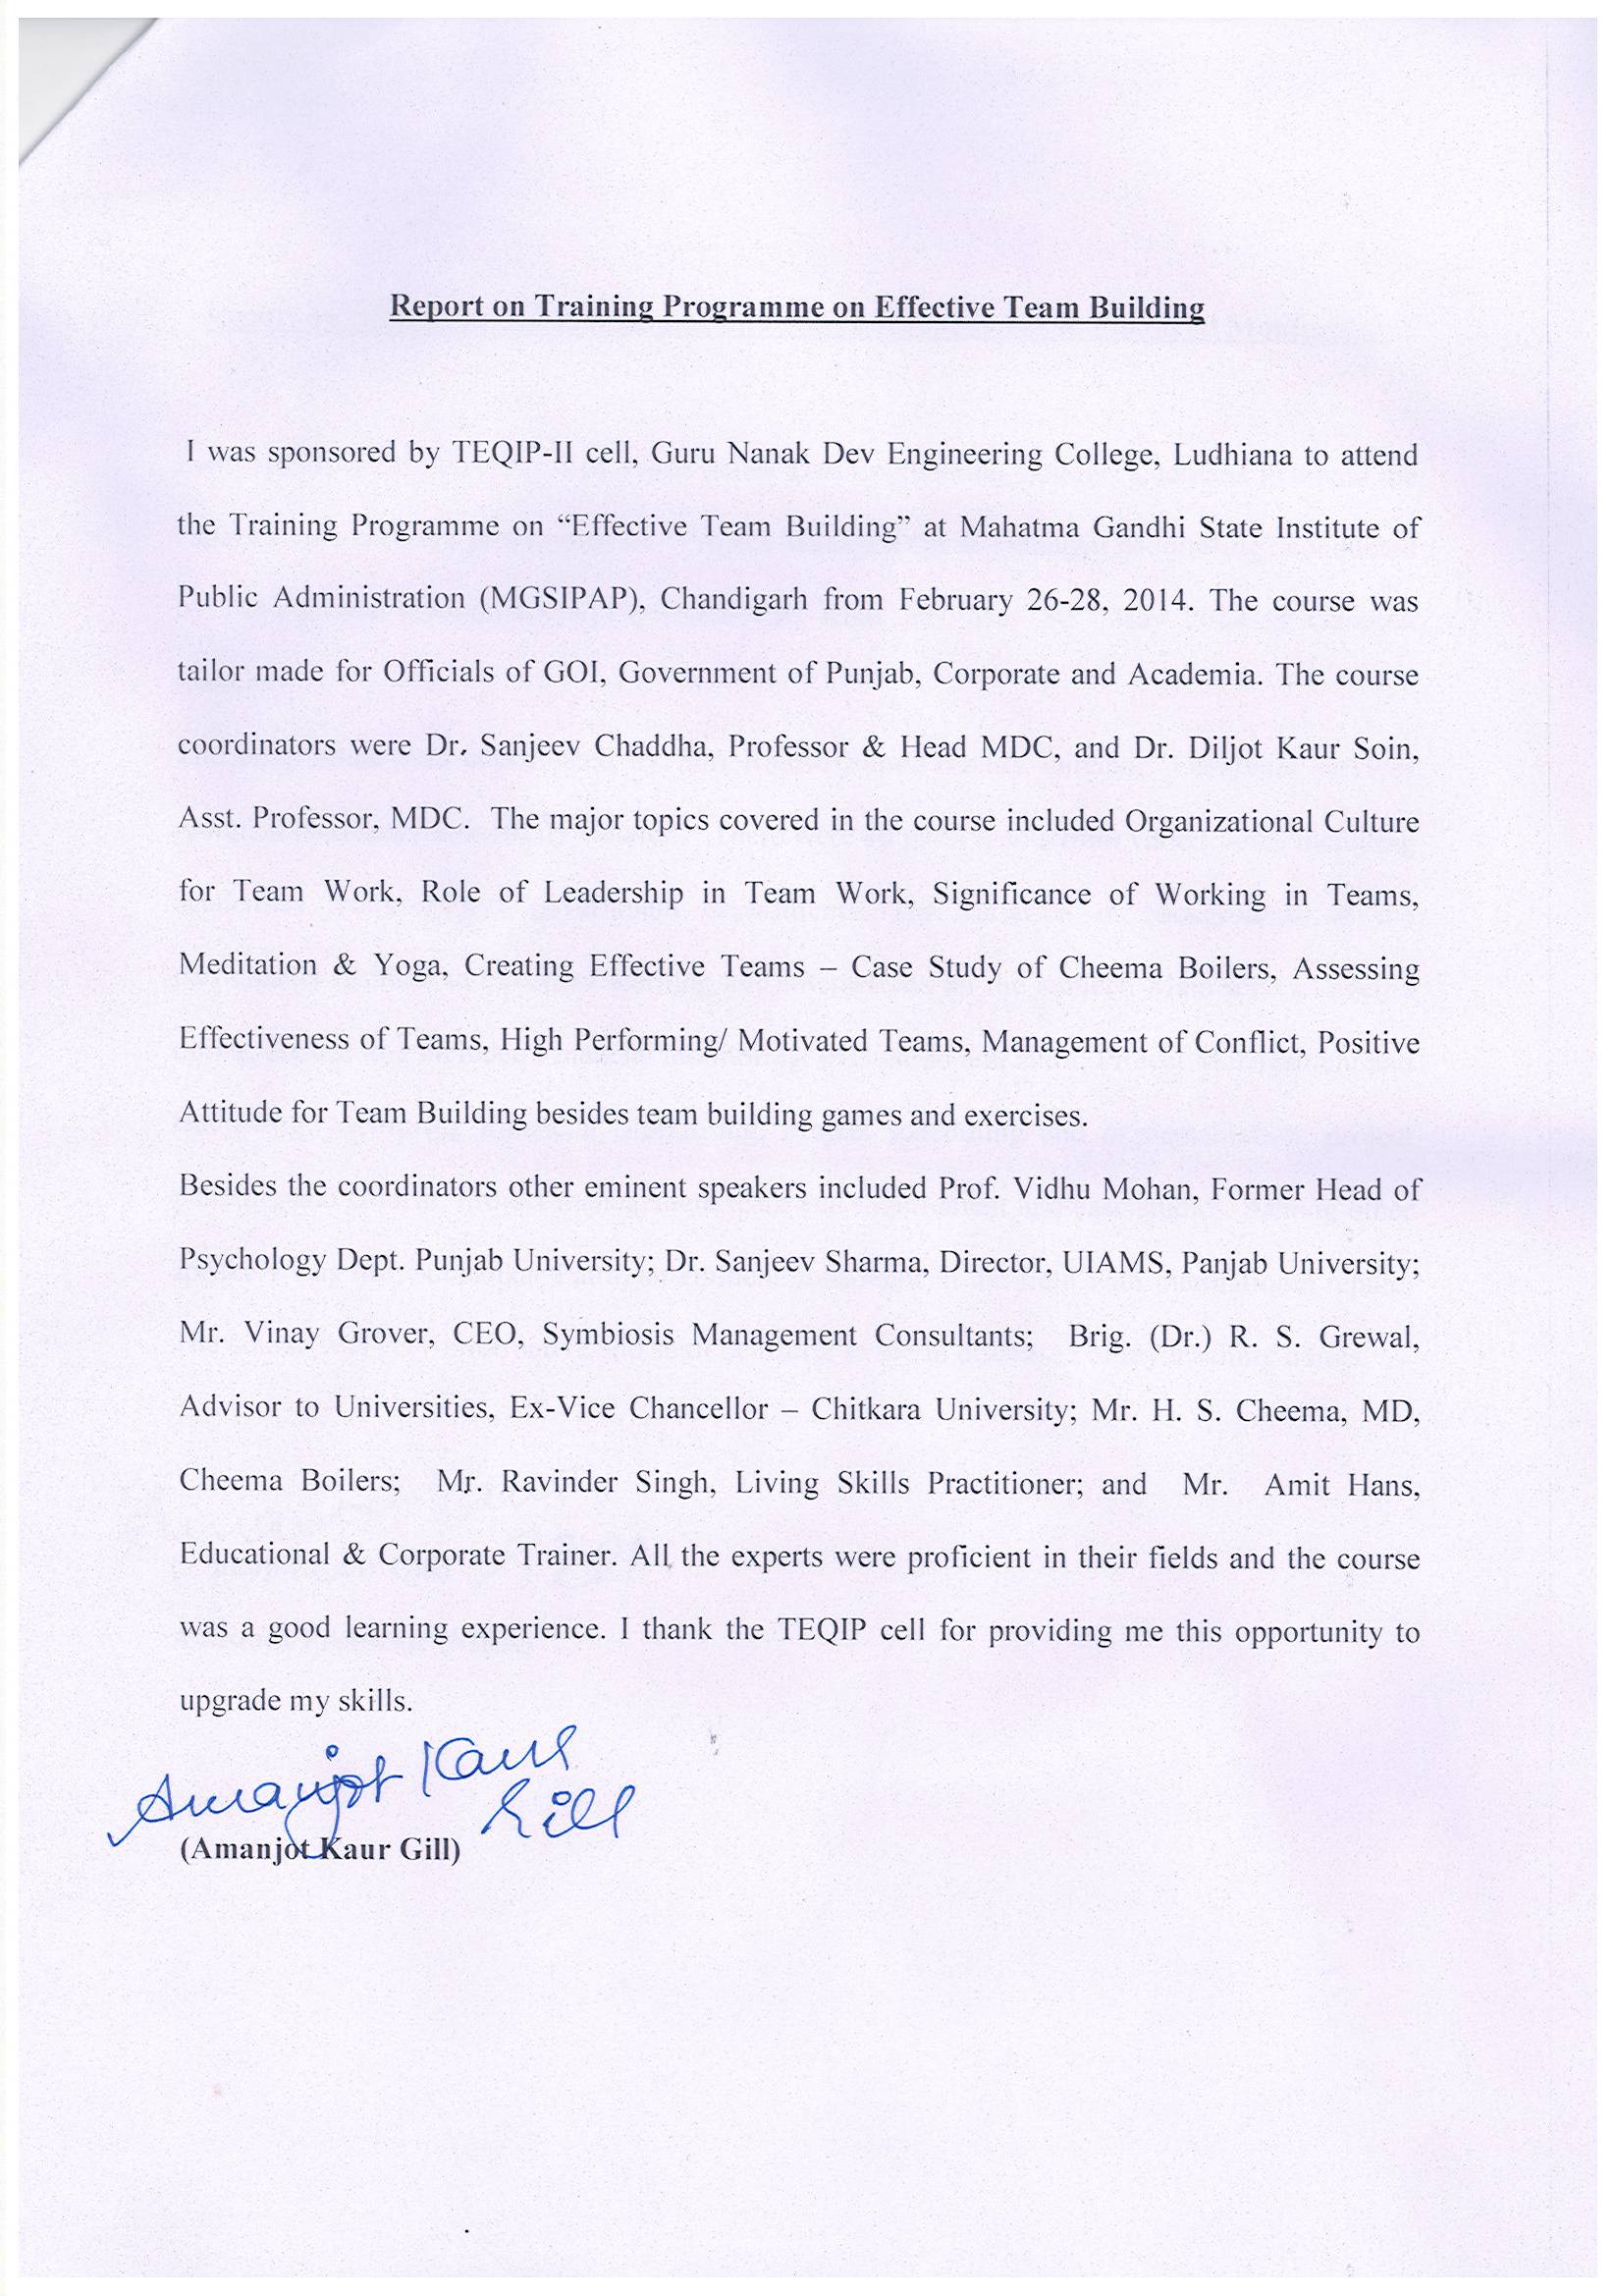 Report on Training Programme on Effective Team Building
I was sponsored by TEQIP-II cell, Guru Nanak Dev Engineering College, Ludhiana to attend
the Training Programme on “Effective Team Building” at Mahatma Gandhi State Institute of
Public Administration (MGSIPAP), Chandigarh from February 26-28, 2014. The course was
tailor made for Officials of GOI, Government of Punjab, Corporate and Academia. The course
coordinators were Dr. Sanjeev Chaddha, Professor & Head MDC, and Dr. Diljot Kaur Soin,
Asst. Professor, MDC. The major topics covered in the course included Organizational Culture
for Team Work, Role of Leadership in Team Work, Significance of Working in Teams,
Meditation & Yoga, Creating Effective Teams – Case Study of Cheema Boilers, Assessing
Effectiveness of Teams, High Performing/ Motivated Teams, Management of Conflict, Positive
Attitude for Team Building besides team building games and exercises.
Besides the coordinators other eminent speakers included Prof. Vidhu Mohan, Former Head of
Psychology Dept. Punjab University; Dr. Sanjeev Sharma, Director, UIAMS, Panjab University;
Mr. Vinay Grover, CEO, Symbiosis Management Consultants; Brig. (Dr.) R. S. Grewal,
Advisor to Universities, Ex-Vice Chancellor – Chitkara University; Mr. H. S. Cheema, MD,
Cheema Boilers; Mr. Ravinder Singh, Living Skills Practitioner; and Mr. Amit Hans,
Educational & Corporate Trainer. All the experts were proficient in their fields and the course
was a good learning experience. I thank the TEQIP cell for providing me this opportunity to
upgrade my skills.
Amanjot Kaur
Gill
(Amanjot Kaur Gill)